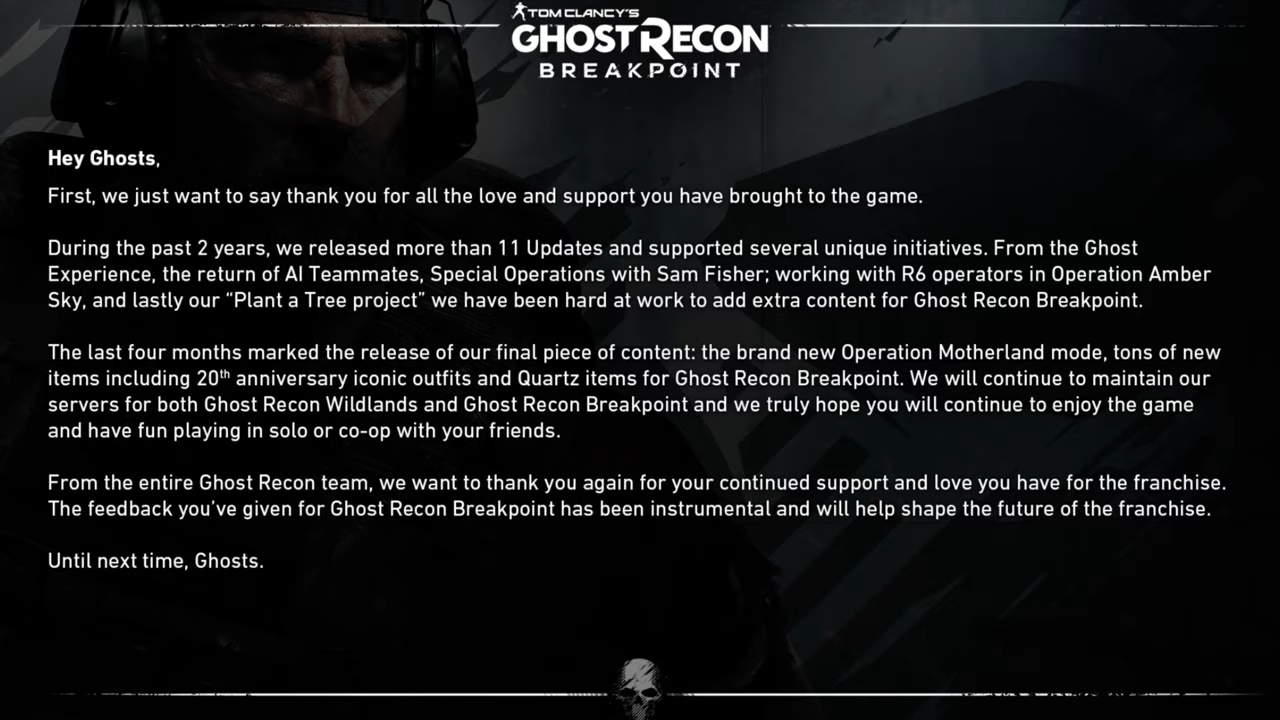 TOM CLANCY'S
GHOST RECON
BREAKPOINT
Hey Ghosts,
First, we just want to say thank you for all the love and support you have brought to the game.
During the past 2 years, we released more than 11 Updates and supported several unique initiatives. From the Ghost
Experience, the return of AI Teammates, Special Operations with Sam Fisher; working with R6 operators in Operation Amber
Sky, and lastly our “Plant a Tree project” we have been hard at work to add extra content for Ghost Recon Breakpoint.
The last four months marked the release of our final piece of content: the brand new Operation Motherland mode, tons of new
items including 20th anniversary iconic outfits and Quartz items for Ghost Recon Breakpoint. We will continue to maintain our
servers for both Ghost Recon Wildlands and Ghost Recon Breakpoint and we truly hope you will continue to enjoy the game
and have fun playing in solo or co-op with your friends.
From the entire Ghost Recon team, we want to thank you again for your continued support and love you have for the franchise.
The feedback you’ve given for Ghost Recon Breakpoint has been instrumental and will help shape the future of the franchise.
Until next time, Ghosts.